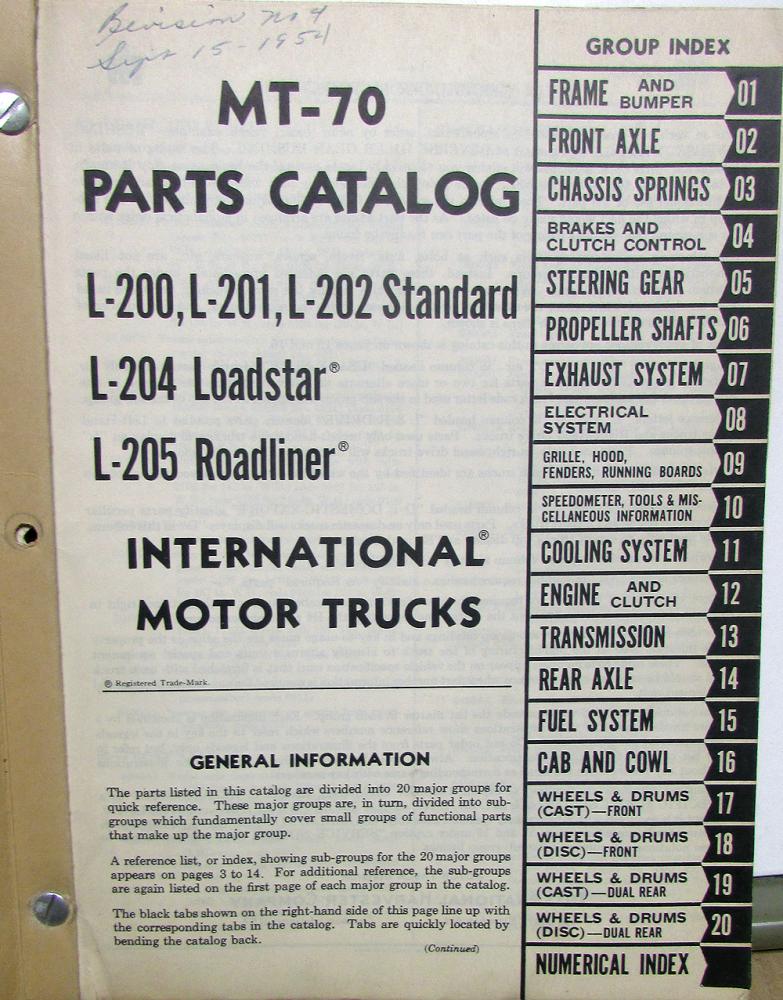 Revision no 4
Sept 15 - 1954
MT-70
PARTS CATALOG
L-200, L-201, L-202 Standard
L-204 Loadstar®
L-205 Roadliner®
INTERNATIONAL®
MOTOR TRUCKS
® Registered Trade-Mark.
GENERAL INFORMATION
The parts listed in this catalog are divided into 20 major groups for
quick reference. These major groups are, in turn, divided into sub-
groups which fundamentally cover small groups of functional parts
that make up the major group.
A reference list, or index, showing sub-groups for the 20 major groups
appears on pages 3 to 14. For additional reference, the sub-groups
are again listed on the first page of each major group in the catalog.
The black tabs shown on the right-hand side of this page line up with
the corresponding tabs in the catalog. Tabs are quickly located by
bending the catalog back.
(Continued)
GROUP INDEX
FRAME AND BUMPER 01
FRONT AXLE 02
CHASSIS SPRINGS 03
BRAKES AND
CLUTCH CONTROL 04
STEERING GEAR 05
PROPELLER SHAFTS 06
EXHAUST SYSTEM 07
ELECTRICAL
SYSTEM 08
GRILLE, HOOD,
FENDERS, RUNNING BOARDS 09
SPEEDOMETER, TOOLS & MIS-
CELLANEOUS INFORMATION 10
COOLING SYSTEM 11
ENGINE AND CLUTCH 12
TRANSMISSION 13
REAR AXLE 14
FUEL SYSTEM 15
CAB AND COWL 16
WHEELS & DRUMS
(CAST)—FRONT 17
WHEELS & DRUMS
(DISC)—FRONT 18
WHEELS & DRUMS
(CAST)—DUAL REAR 19
WHEELS & DRUMS
(DISC)—DUAL REAR 20
NUMERICAL INDEX